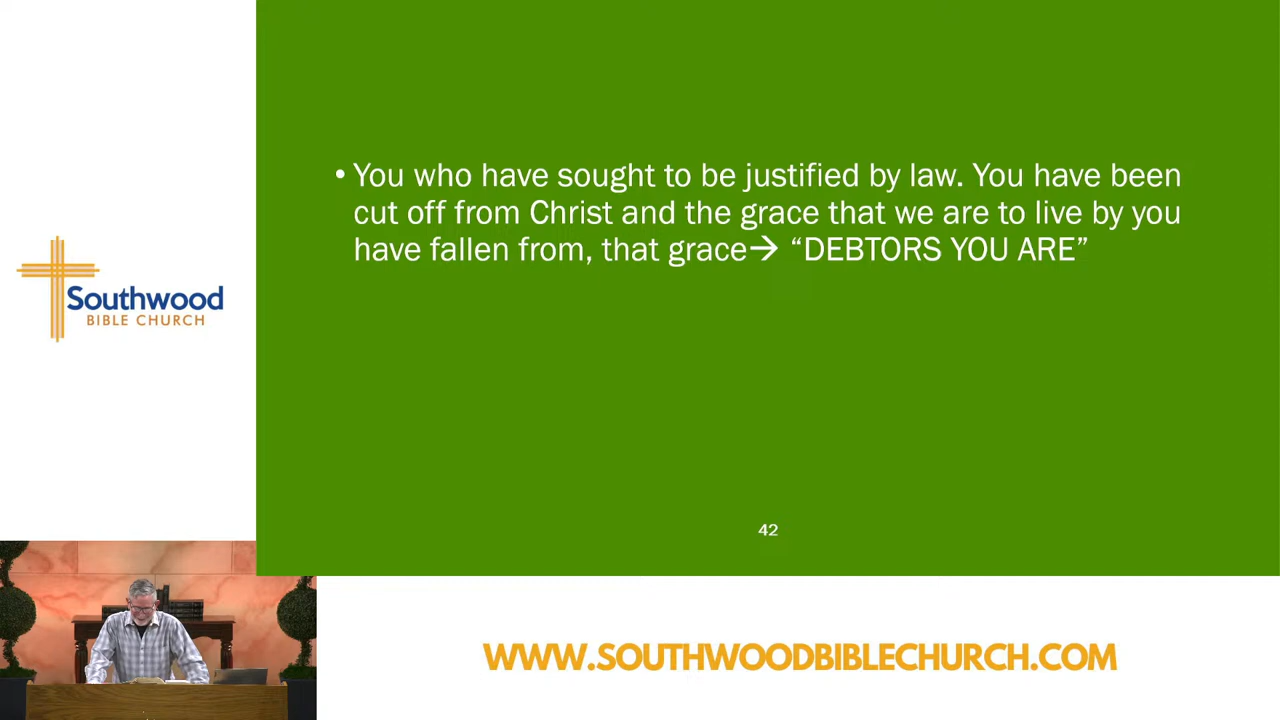 • You who have sought to be justified by law. You have been
cut off from Christ and the grace that we are to live by you
have fallen from, that grace→ “DEBTORS YOU ARE”
Southwood
BIBLE CHURCH
42
WWW.SOUTHWOODBIBLECHURCH.COM